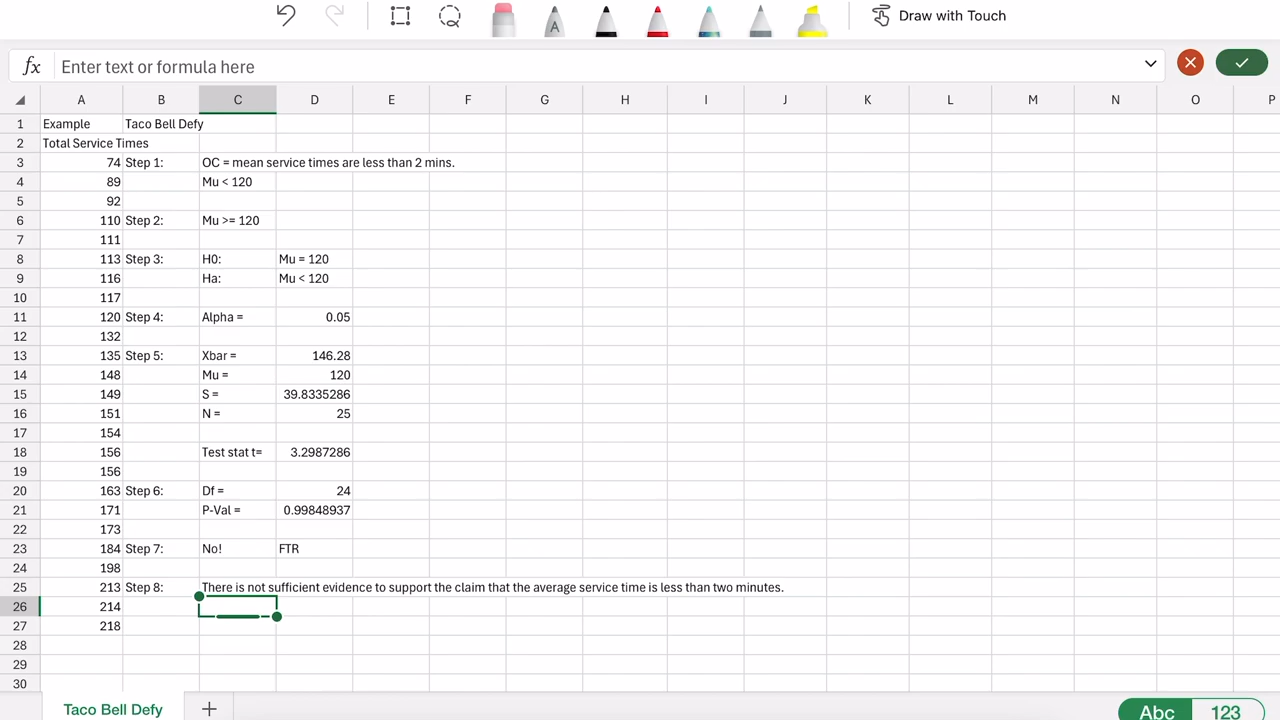 A Draw with Touch
fx Enter text or formula here
A B C D E F G H I J K L M N O P
1 Example Taco Bell Defy
2 Total Service Times
3 74 Step 1: OC = mean service times are less than 2 mins.
4 89 Mu < 120
5 92
6 110 Step 2: Mu >= 120
7 111
8 113 Step 3: H0: Mu = 120
9 116 Ha: Mu < 120
10 117
11 120 Step 4: Alpha = 0.05
12 132
13 135 Step 5: Xbar = 146.28
14 148 Mu = 120
15 149 S = 39.8335286
16 151 N = 25
17 154
18 156 Test stat t= 3.2987286
19 156
20 163 Step 6: Df = 24
21 171 P-Val = 0.99848937
22 173
23 184 Step 7: No! FTR
24 198
25 213 Step 8: There is not sufficient evidence to support the claim that the average service time is less than two minutes.
26 214
27 218
28
29
30
Taco Bell Defy + Abc 123